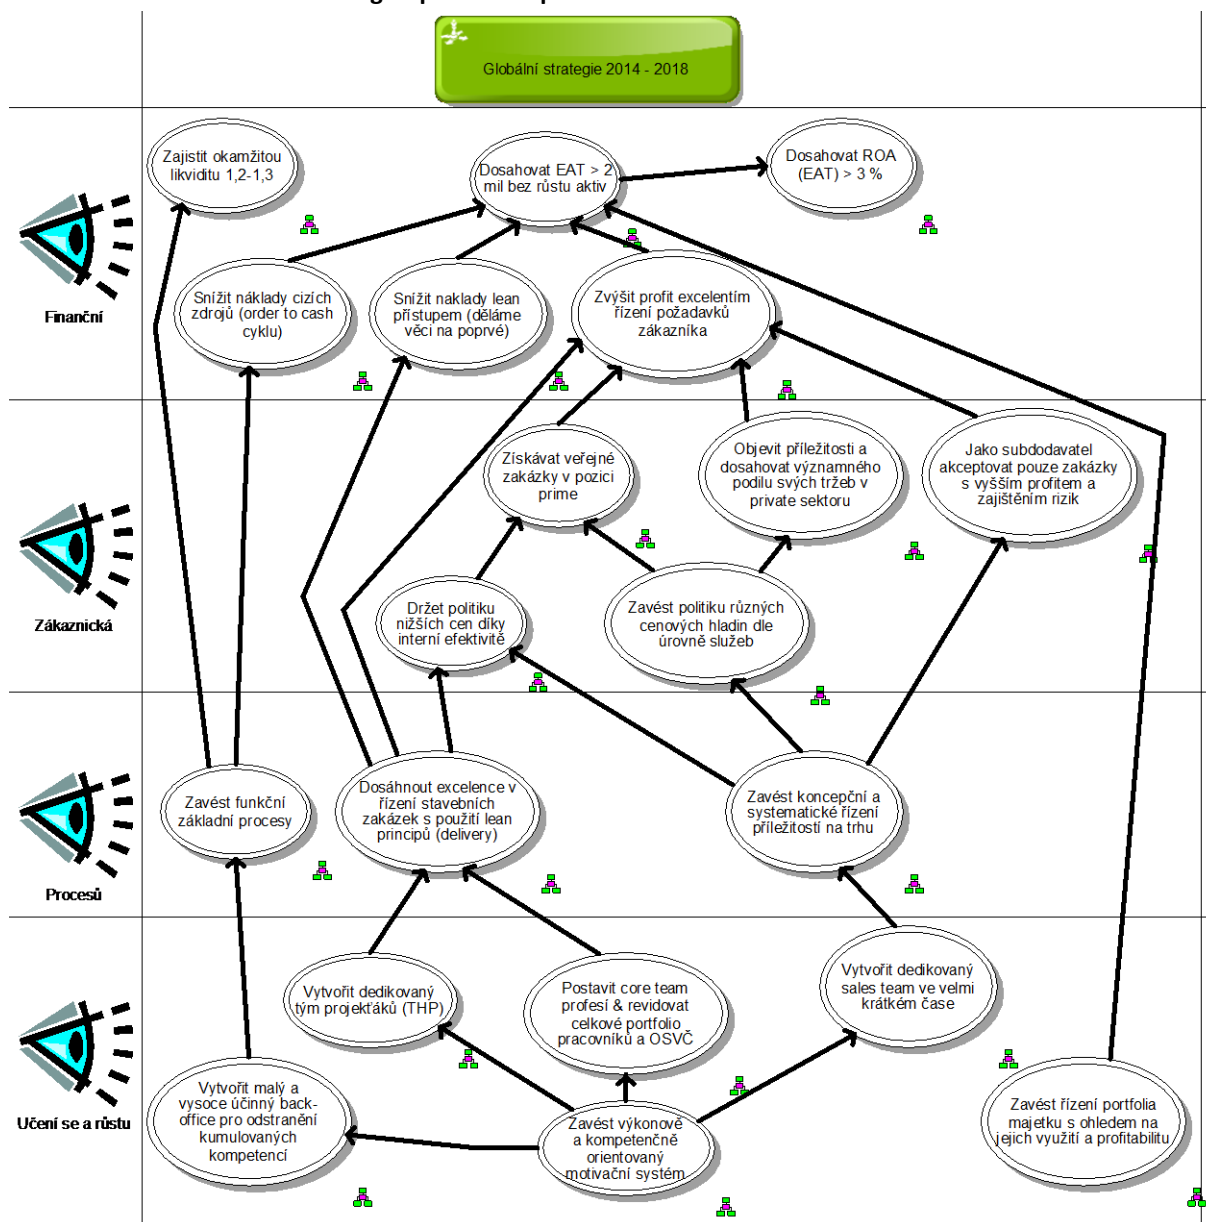 Globální strategie 2014 - 2018
Zajistit okamžitou
likviditu 1,2-1,3
Dosahovat EAT > 2
mil bez růstu aktiv
Dosahovat ROA
(EAT) > 3 %
Snížit náklady cizích
zdrojů (order to cash
cyklu)
Snížit naklady lean
přístupem (děláme
věci na poprvé)
Zvýšit profit excelentím
řízení požadavků
zákazníka
Finanční
Získávat veřejné
zakázky v pozici
prime
Objevit příležitosti a
dosahovat významného
podilu svých tržeb v
private sektoru
Jako subdodavatel
akceptovat pouze zakázky
s vyšším profitem a
zajištěním rizik
Držet politiku
nižších cen díky
interní efektivitě
Zavést politiku různých
cenových hladin dle
úrovně služeb
Zákaznická
Zavést funkční
základní procesy
Dosáhnout excelence v
řízení stavebních
zakázek s použití lean
principů (delivery)
Zavést koncepční a
systematické řízení
příležitostí na trhu
Procesů
Vytvořit dedikovaný
tým projekťáků (THP)
Postavit core team
profesí & revidovat
celkové portfolio
pracovníků a OSVČ
Vytvořit dedikovaný
sales team ve velmi
krátkém čase
Vytvořit malý a
vysoce účinný back-
office pro odstranění
kumulovaných
kompetencí
Zavést výkonově
a kompetenčně
orientovaný
motivační systém
Zavést řízení portfolia
majetku s ohledem na
jejich využití a profitabilitu
Učení se a růstu